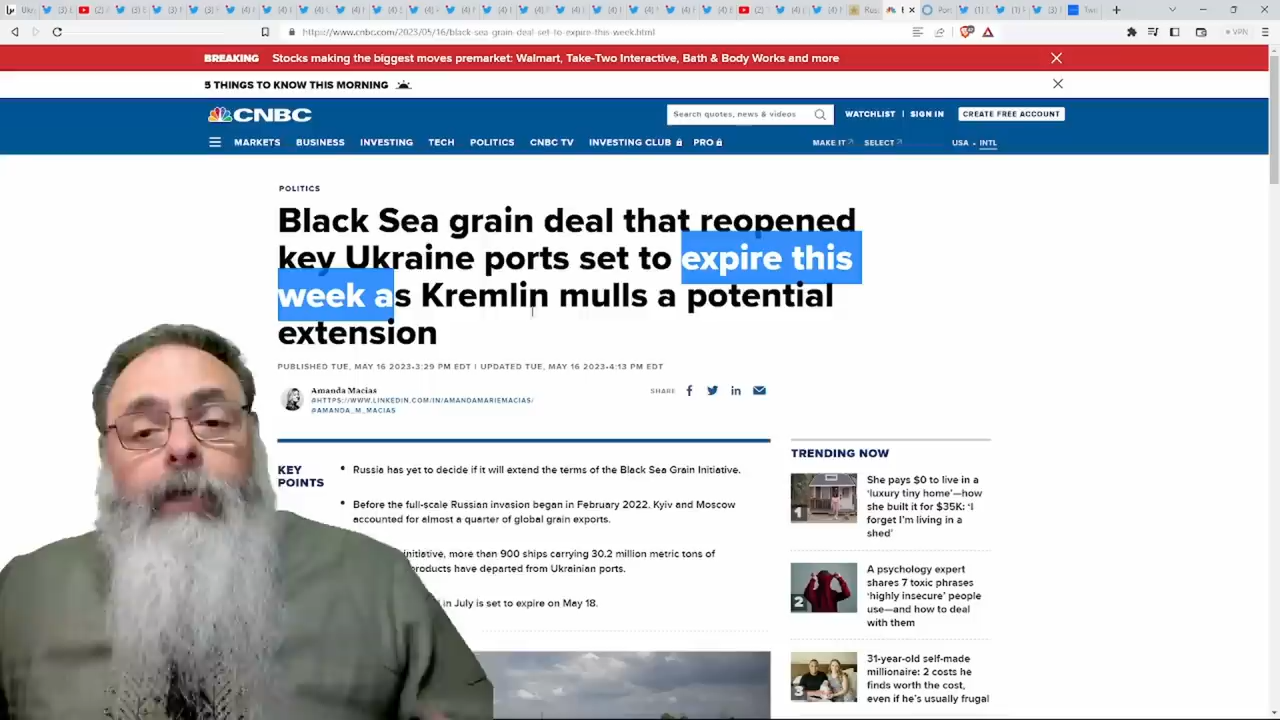 https://www.cnbc.com/2023/05/16/black-sea-grain-deal-set-to-expire-this-week.html
VPN
BREAKING Stocks making the biggest moves premarket: Walmart, Take-Two Interactive, Bath & Body Works and more
5 THINGS TO KNOW THIS MORNING
CNBC
Search quotes, news & videos
WATCHLIST | SIGN IN
CREATE FREE ACCOUNT
MARKETS BUSINESS INVESTING TECH POLITICS CNBC TV INVESTING CLUB PRO
MAKE IT SELECT USA • INTL
POLITICS
Black Sea grain deal that reopened
key Ukraine ports set to expire this
week as Kremlin mulls a potential
extension
PUBLISHED TUE, MAY 16 2023•3:29 PM EDT | UPDATED TUE, MAY 16 2023•4:13 PM EDT
Amanda Macias
@HTTPS://WWW.LINKEDIN.COM/IN/AMANDAMARIEMACIAS/
@AMANDA_M_MACIAS
SHARE
KEY
POINTS
• Russia has yet to decide if it will extend the terms of the Black Sea Grain Initiative.
• Before the full-scale Russian invasion began in February 2022, Kyiv and Moscow
accounted for almost a quarter of global grain exports.
initiative, more than 900 ships carrying 30.2 million metric tons of
products have departed from Ukrainian ports.
in July is set to expire on May 18.
TRENDING NOW
1
She pays $0 to live in a
‘luxury tiny home’—how
she built it for $35K: ‘I
forget I’m living in a
shed’
2
A psychology expert
shares 7 toxic phrases
‘highly insecure’ people
use—and how to deal
with them
3
31-year-old self-made
millionaire: 2 costs he
finds worth the cost,
even if he’s usually frugal